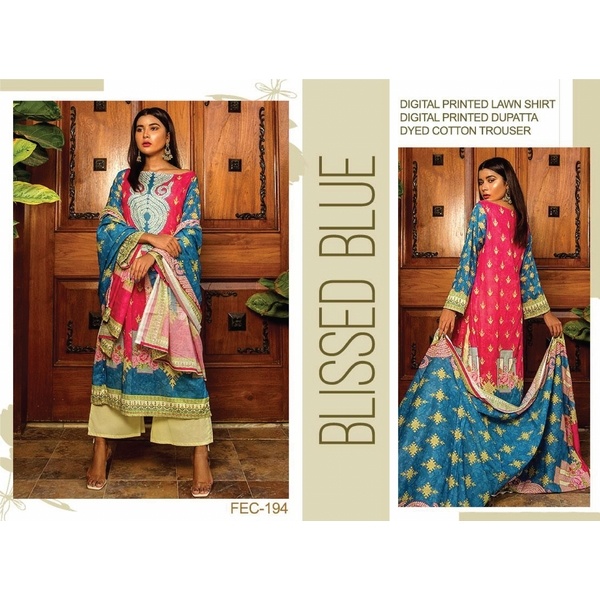 DIGITAL PRINTED LAWN SHIRT
DIGITAL PRINTED DUPATTA
DYED COTTON TROUSER
BLISSED BLUE
FEC-194